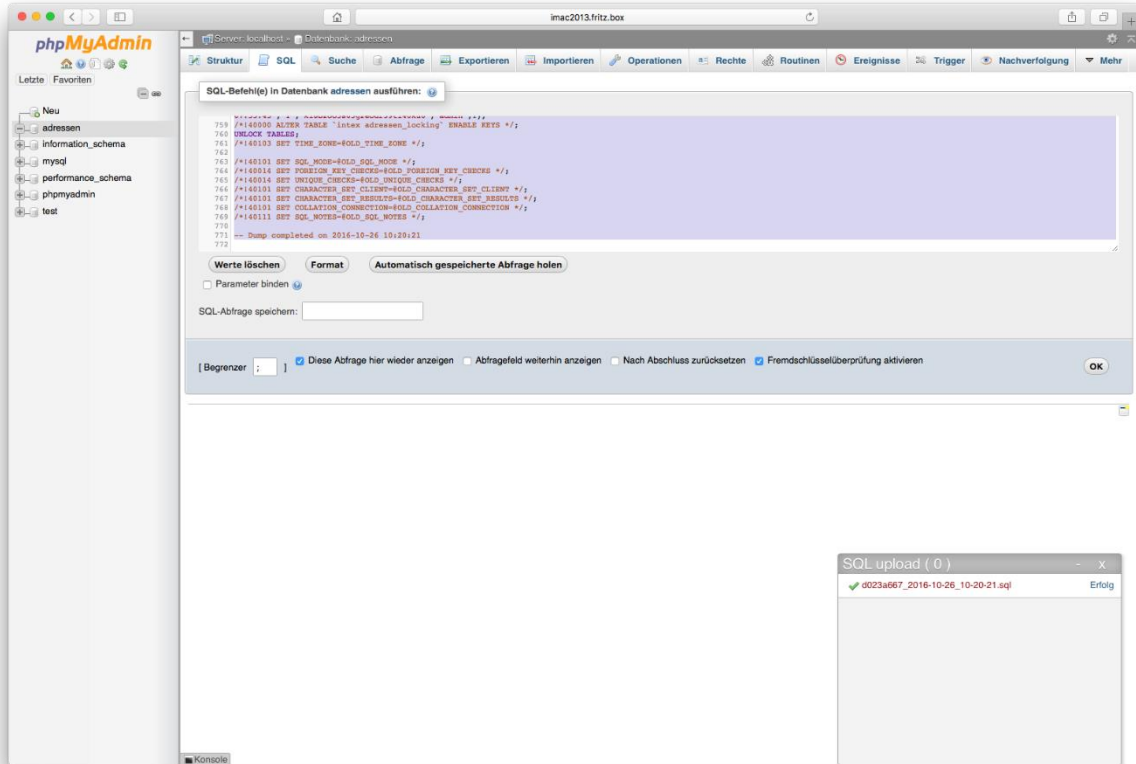 imac2013.fritz.box
phpMyAdmin
Letzte Favoriten
Neu
adressen
information_schema
mysql
performance_schema
phpmyadmin
test
Server: localhost » Datenbank: adressen
Struktur SQL Suche Abfrage Exportieren Importieren Operationen Rechte Routinen Ereignisse Trigger Nachverfolgung Mehr
SQL-Befehl(e) in Datenbank adressen ausführen:
759 /*!40000 ALTER TABLE `intex_adressen_locking` ENABLE KEYS */;
760 UNLOCK TABLES;
761 /*!40103 SET TIME_ZONE=@OLD_TIME_ZONE */;
762
763 /*!40101 SET SQL_MODE=@OLD_SQL_MODE */;
764 /*!40014 SET FOREIGN_KEY_CHECKS=@OLD_FOREIGN_KEY_CHECKS */;
765 /*!40014 SET UNIQUE_CHECKS=@OLD_UNIQUE_CHECKS */;
766 /*!40101 SET CHARACTER_SET_CLIENT=@OLD_CHARACTER_SET_CLIENT */;
767 /*!40101 SET CHARACTER_SET_RESULTS=@OLD_CHARACTER_SET_RESULTS */;
768 /*!40101 SET COLLATION_CONNECTION=@OLD_COLLATION_CONNECTION */;
769 /*!40111 SET SQL_NOTES=@OLD_SQL_NOTES */;
770
771 -- Dump completed on 2016-10-26 10:20:21
772
Werte löschen Format Automatisch gespeicherte Abfrage holen
Parameter binden
SQL-Abfrage speichern:
[ Begrenzer ; ] Diese Abfrage hier wieder anzeigen Abfragefeld weiterhin anzeigen Nach Abschluss zurücksetzen Fremdschlüsselüberprüfung aktivieren OK
SQL upload ( 0 ) - x
d023a667_2016-10-26_10-20-21.sql Erfolg
Konsole